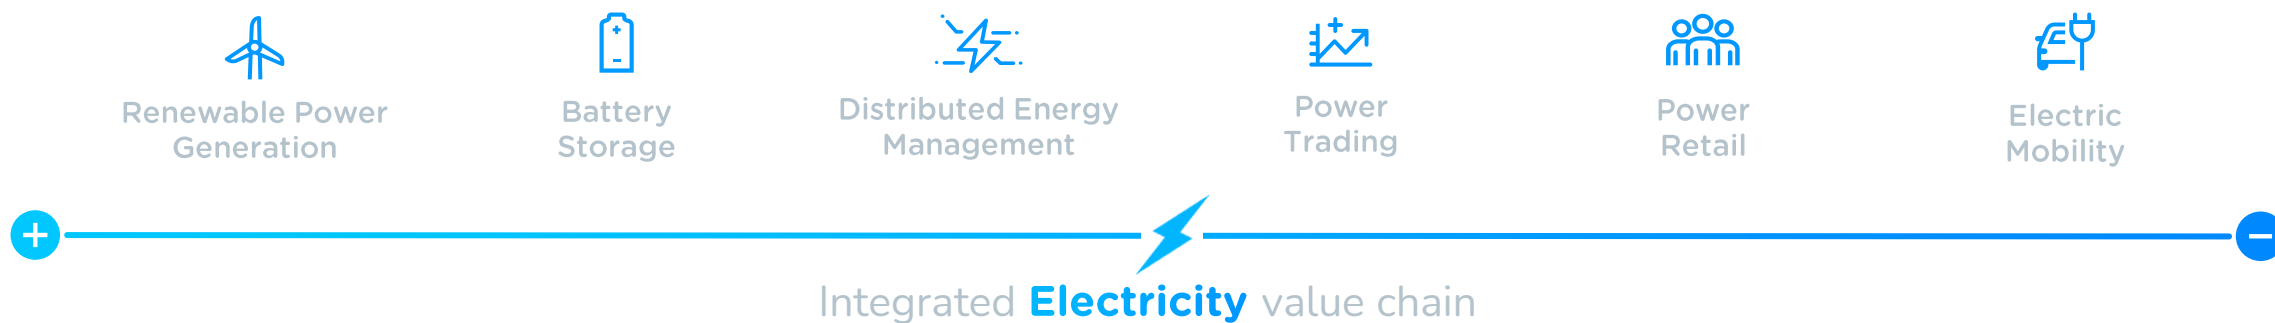 Renewable Power
Generation
Battery
Storage
Distributed Energy
Management
Power
Trading
Power
Retail
Electric
Mobility
Integrated Electricity value chain